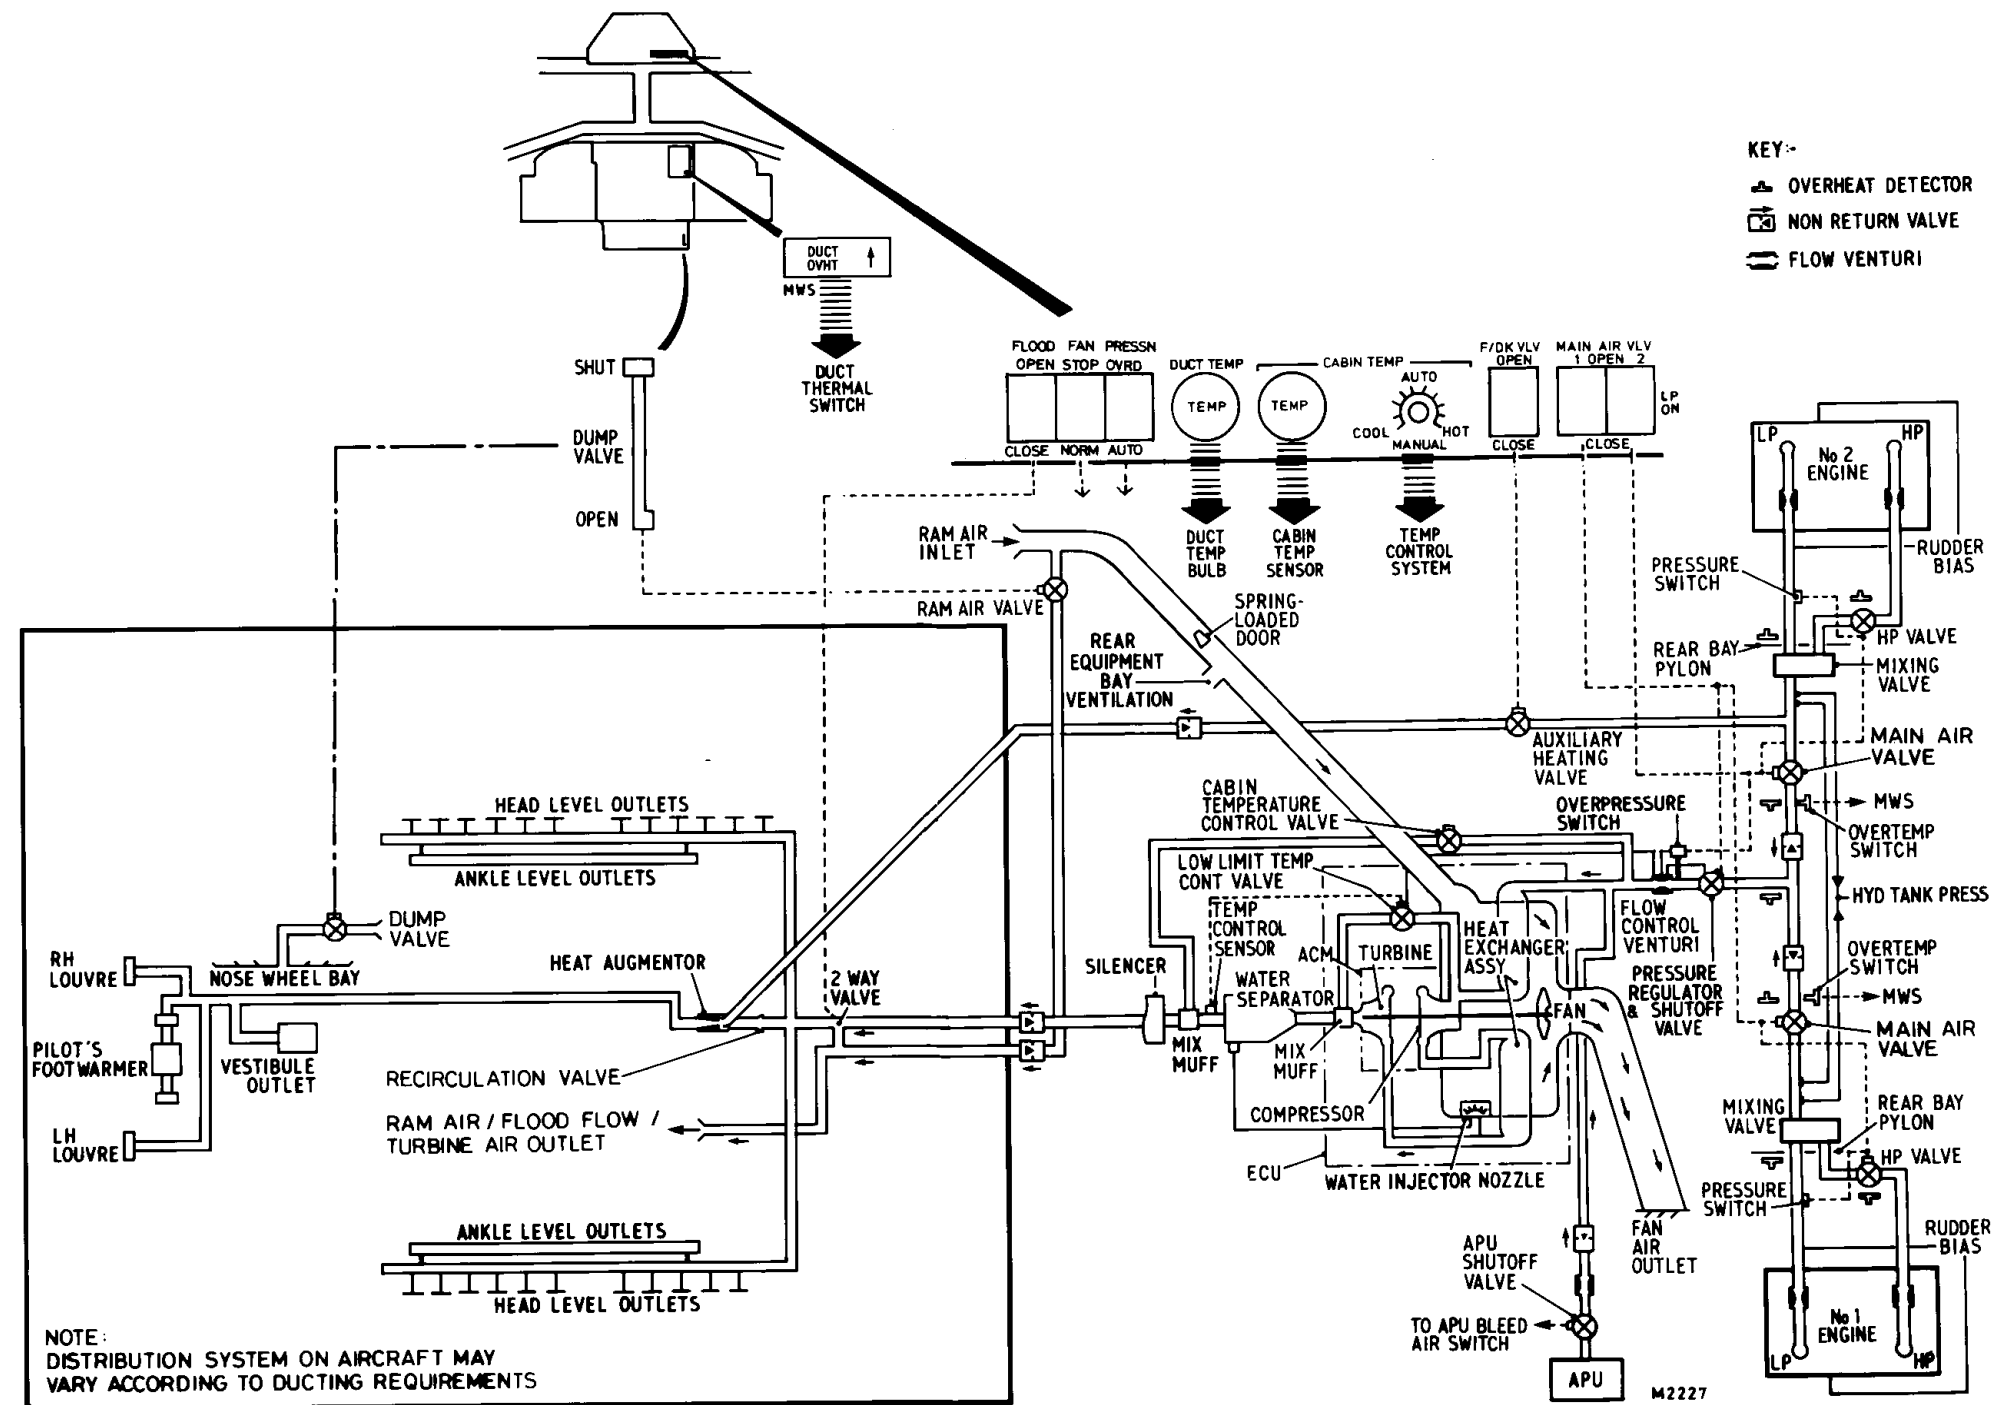 KEY:-
OVERHEAT DETECTOR
NON RETURN VALVE
FLOW VENTURI
DUCT
OVHT
MWS
DUCT
THERMAL
SWITCH
SHUT
DUMP
VALVE
OPEN
FLOOD FAN PRESSN
OPEN STOP OVRD
CLOSE NORM AUTO
DUCT TEMP
TEMP
CABIN TEMP
TEMP
AUTO
COOL HOT
MANUAL
F/DK VLV
OPEN
CLOSE
MAIN AIR VLV
1 OPEN 2
LP
ON
CLOSE
DUCT
TEMP
BULB
CABIN
TEMP
SENSOR
TEMP
CONTROL
SYSTEM
LP HP
No 2
ENGINE
RUDDER
BIAS
PRESSURE
SWITCH
HP VALVE
REAR BAY
PYLON
MIXING
VALVE
RAM AIR
INLET
RAM AIR VALVE
SPRING-
LOADED
DOOR
REAR
EQUIPMENT
BAY
VENTILATION
AUXILIARY
HEATING
VALVE
MAIN AIR
VALVE
MWS
OVERTEMP
SWITCH
OVERPRESSURE
SWITCH
CABIN
TEMPERATURE
CONTROL VALVE
LOW LIMIT TEMP
CONT VALVE
TEMP
CONTROL
SENSOR
HYD TANK PRESS
FLOW
CONTROL
VENTURI
PRESSURE
REGULATOR
& SHUTOFF
VALVE
OVERTEMP
SWITCH
MWS
MAIN AIR
VALVE
HEAT
EXCHANGER
ASSY
ACM
TURBINE
FAN
SILENCER
WATER
SEPARATOR
MIX
MUFF
MIX
MUFF
COMPRESSOR
ECU
WATER INJECTOR NOZZLE
HEAD LEVEL OUTLETS
ANKLE LEVEL OUTLETS
DUMP
VALVE
NOSE WHEEL BAY
RH
LOUVRE
HEAT AUGMENTOR
2 WAY
VALVE
PILOT'S
FOOTWARMER
VESTIBULE
OUTLET
RECIRCULATION VALVE
RAM AIR / FLOOD FLOW /
TURBINE AIR OUTLET
LH
LOUVRE
ANKLE LEVEL OUTLETS
HEAD LEVEL OUTLETS
MIXING
VALVE
REAR BAY
PYLON
HP VALVE
PRESSURE
SWITCH
RUDDER
BIAS
FAN
AIR
OUTLET
APU
SHUTOFF
VALVE
TO APU BLEED
AIR SWITCH
APU
No 1
ENGINE
LP HP
M2227
NOTE:
DISTRIBUTION SYSTEM ON AIRCRAFT MAY
VARY ACCORDING TO DUCTING REQUIREMENTS